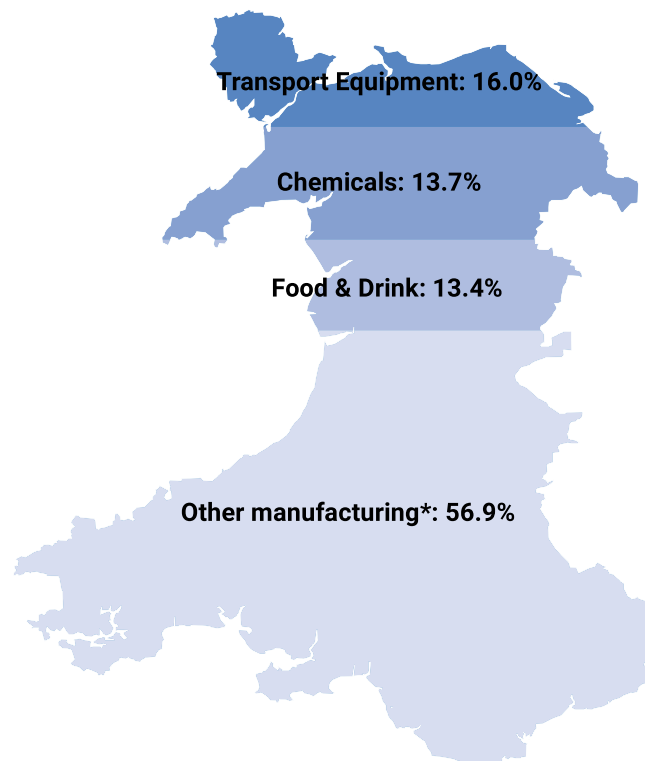 Transport Equipment: 16.0%
Chemicals: 13.7%
Food & Drink: 13.4%
Other manufacturing*: 56.9%